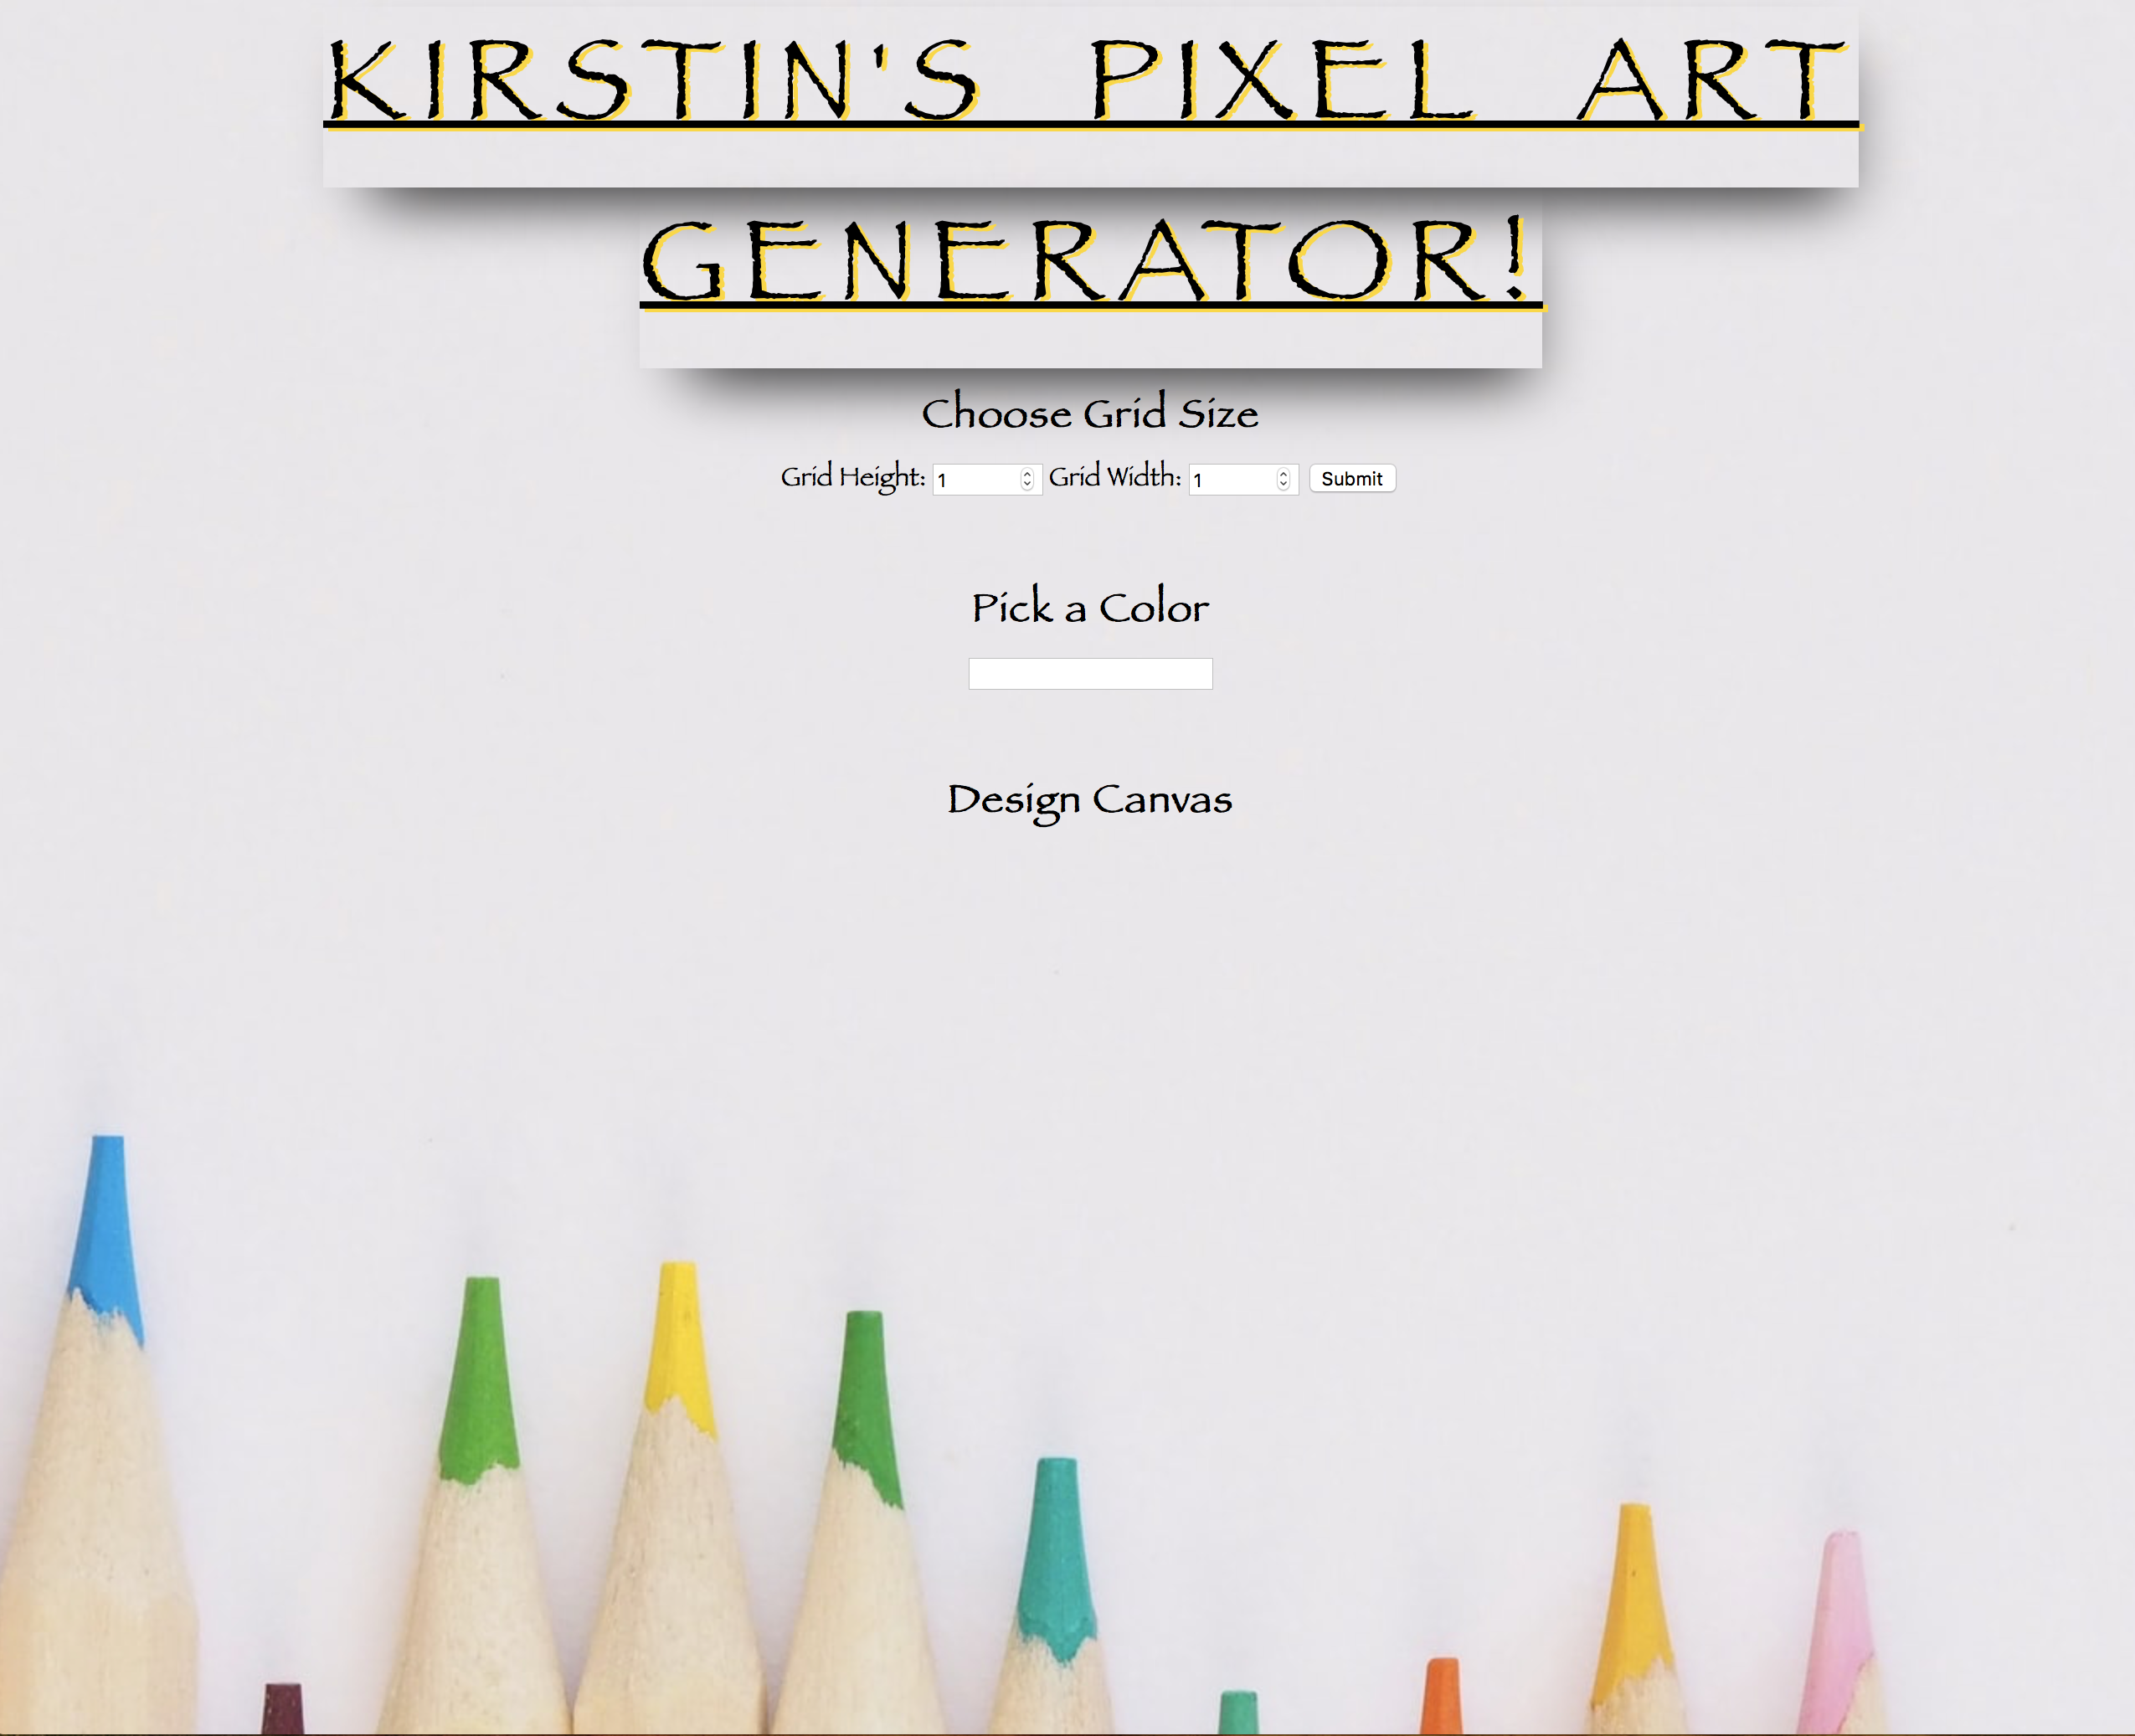 KIRSTIN'S PIXEL ART
GENERATOR!
Choose Grid Size
Grid Height: 1 Grid Width: 1 Submit
Pick a Color
Design Canvas